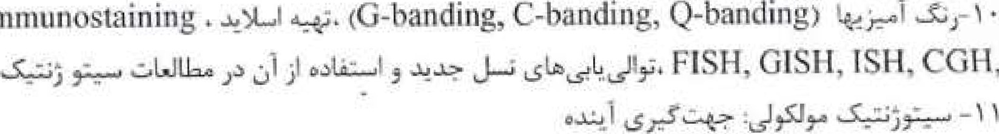 ۱۰-رنگ آمیزیها (G-banding, C-banding, Q-banding)، تهیه اسلاید ،
FISH, GISH, ISH, CGH, ،توالی‌یابی‌های نسل جدید و استفاده از آن در مطالعات سیتو ژنتیک
۱۱- سیتوژنتیک مولکولی: جهت‌گیری آینده